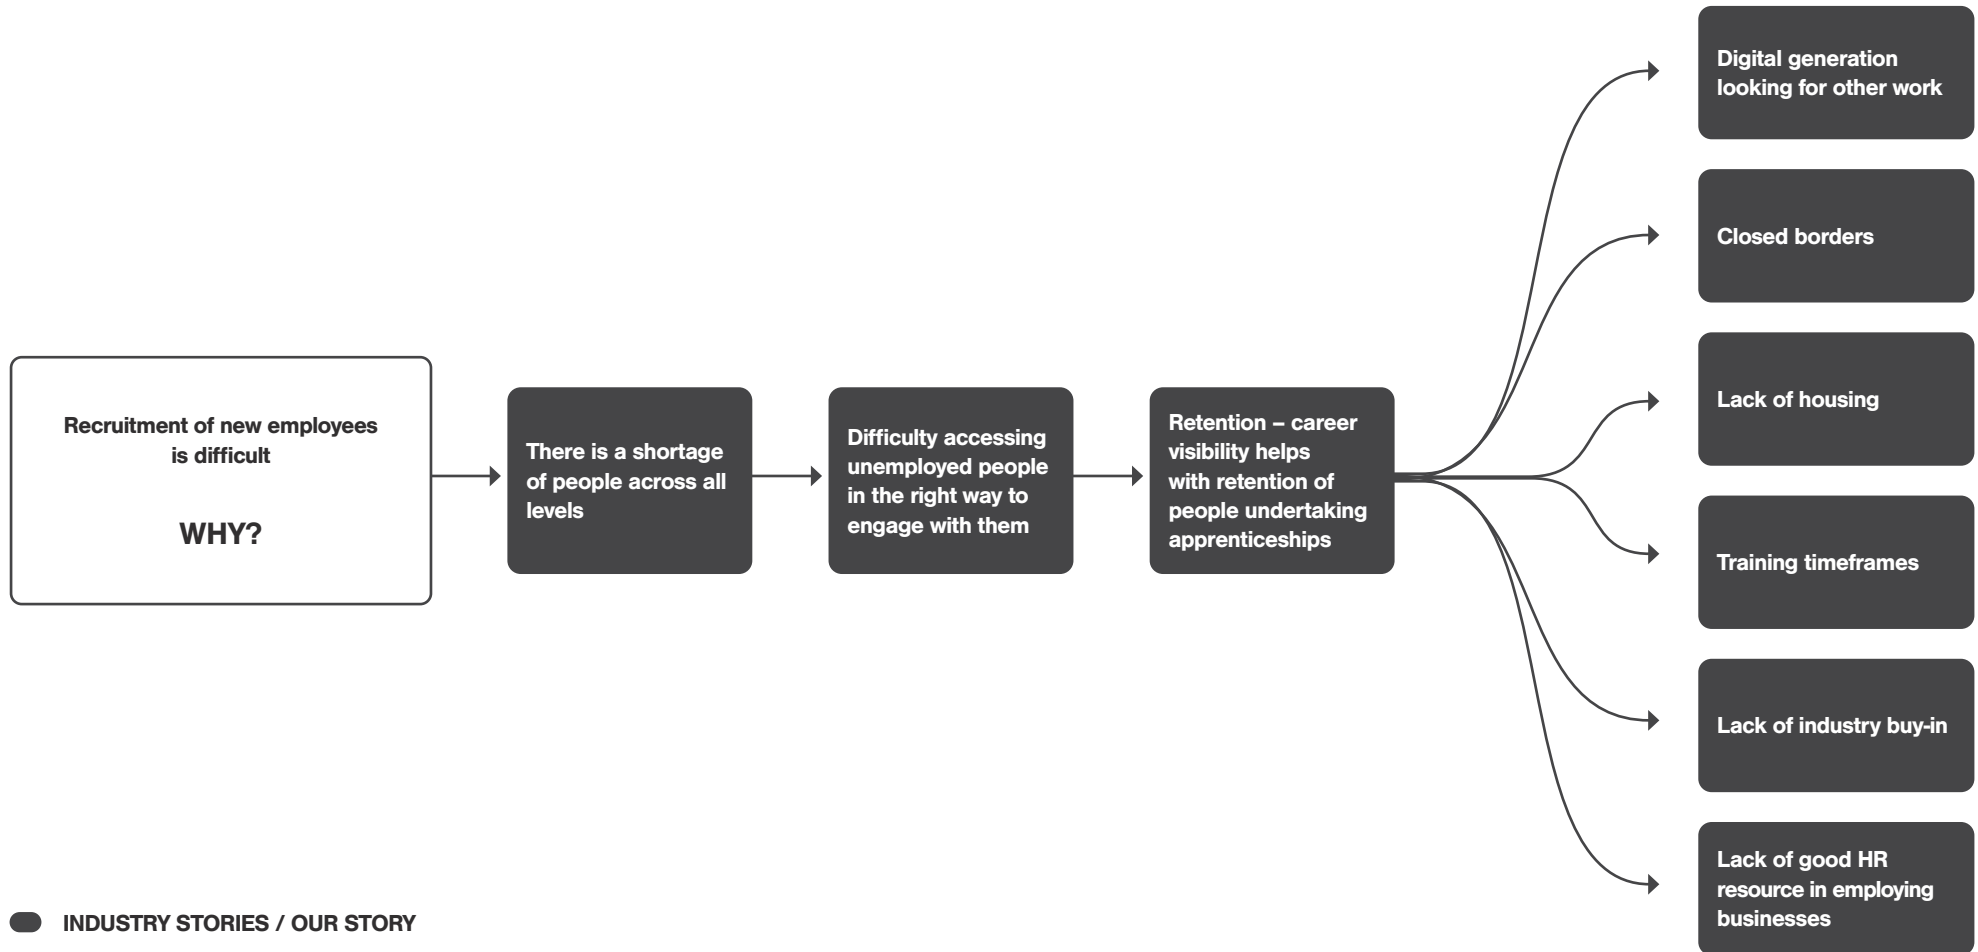 Recruitment of new employees
is difficult
WHY?
There is a shortage
of people across all
levels
Difficulty accessing
unemployed people
in the right way to
engage with them
Retention – career
visibility helps
with retention of
people undertaking
apprenticeships
Digital generation
looking for other work
Closed borders
Lack of housing
Training timeframes
Lack of industry buy-in
Lack of good HR
resource in employing
businesses
INDUSTRY STORIES / OUR STORY